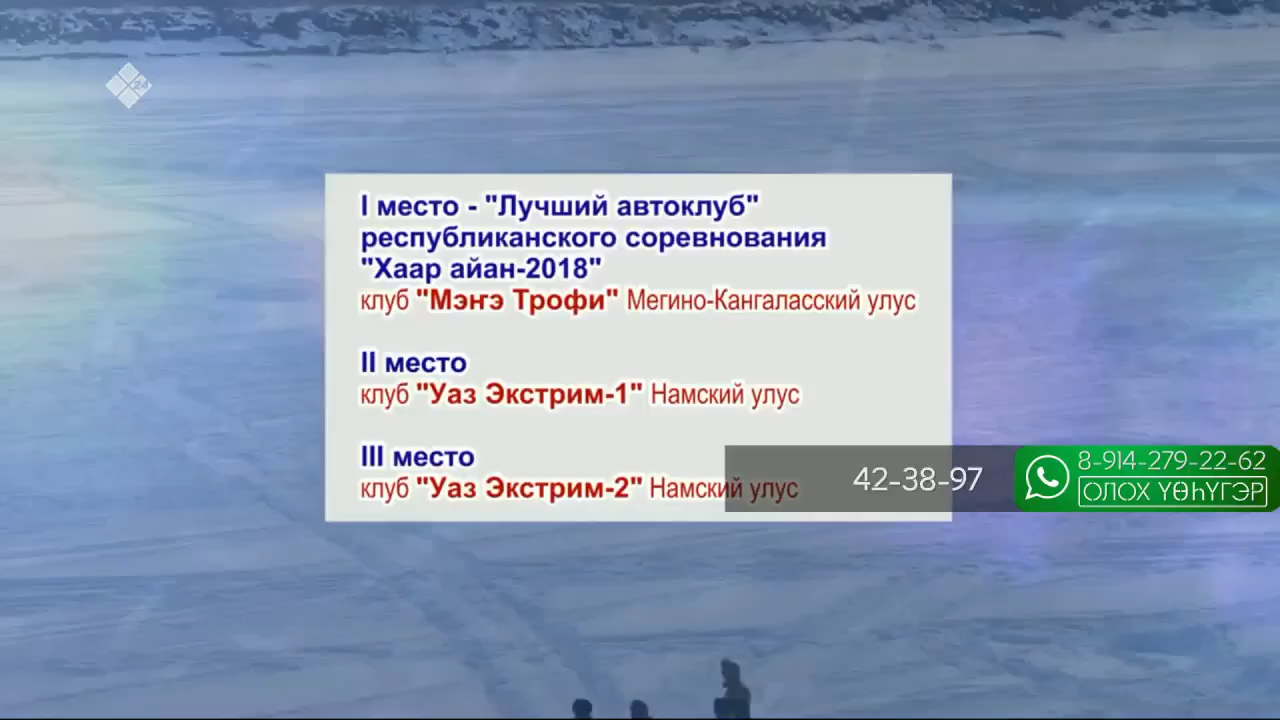 24
I место - "Лучший автоклуб"
республиканского соревнования
"Хаар айан-2018"
клуб "Мэҥэ Трофи" Мегино-Кангаласский улус
II место
клуб "Уаз Экстрим-1" Намский улус
III место
клуб "Уаз Экстрим-2" Намский улус
42-38-97
8-914-279-22-62
ОЛОХ ҮӨҺҮГЭР